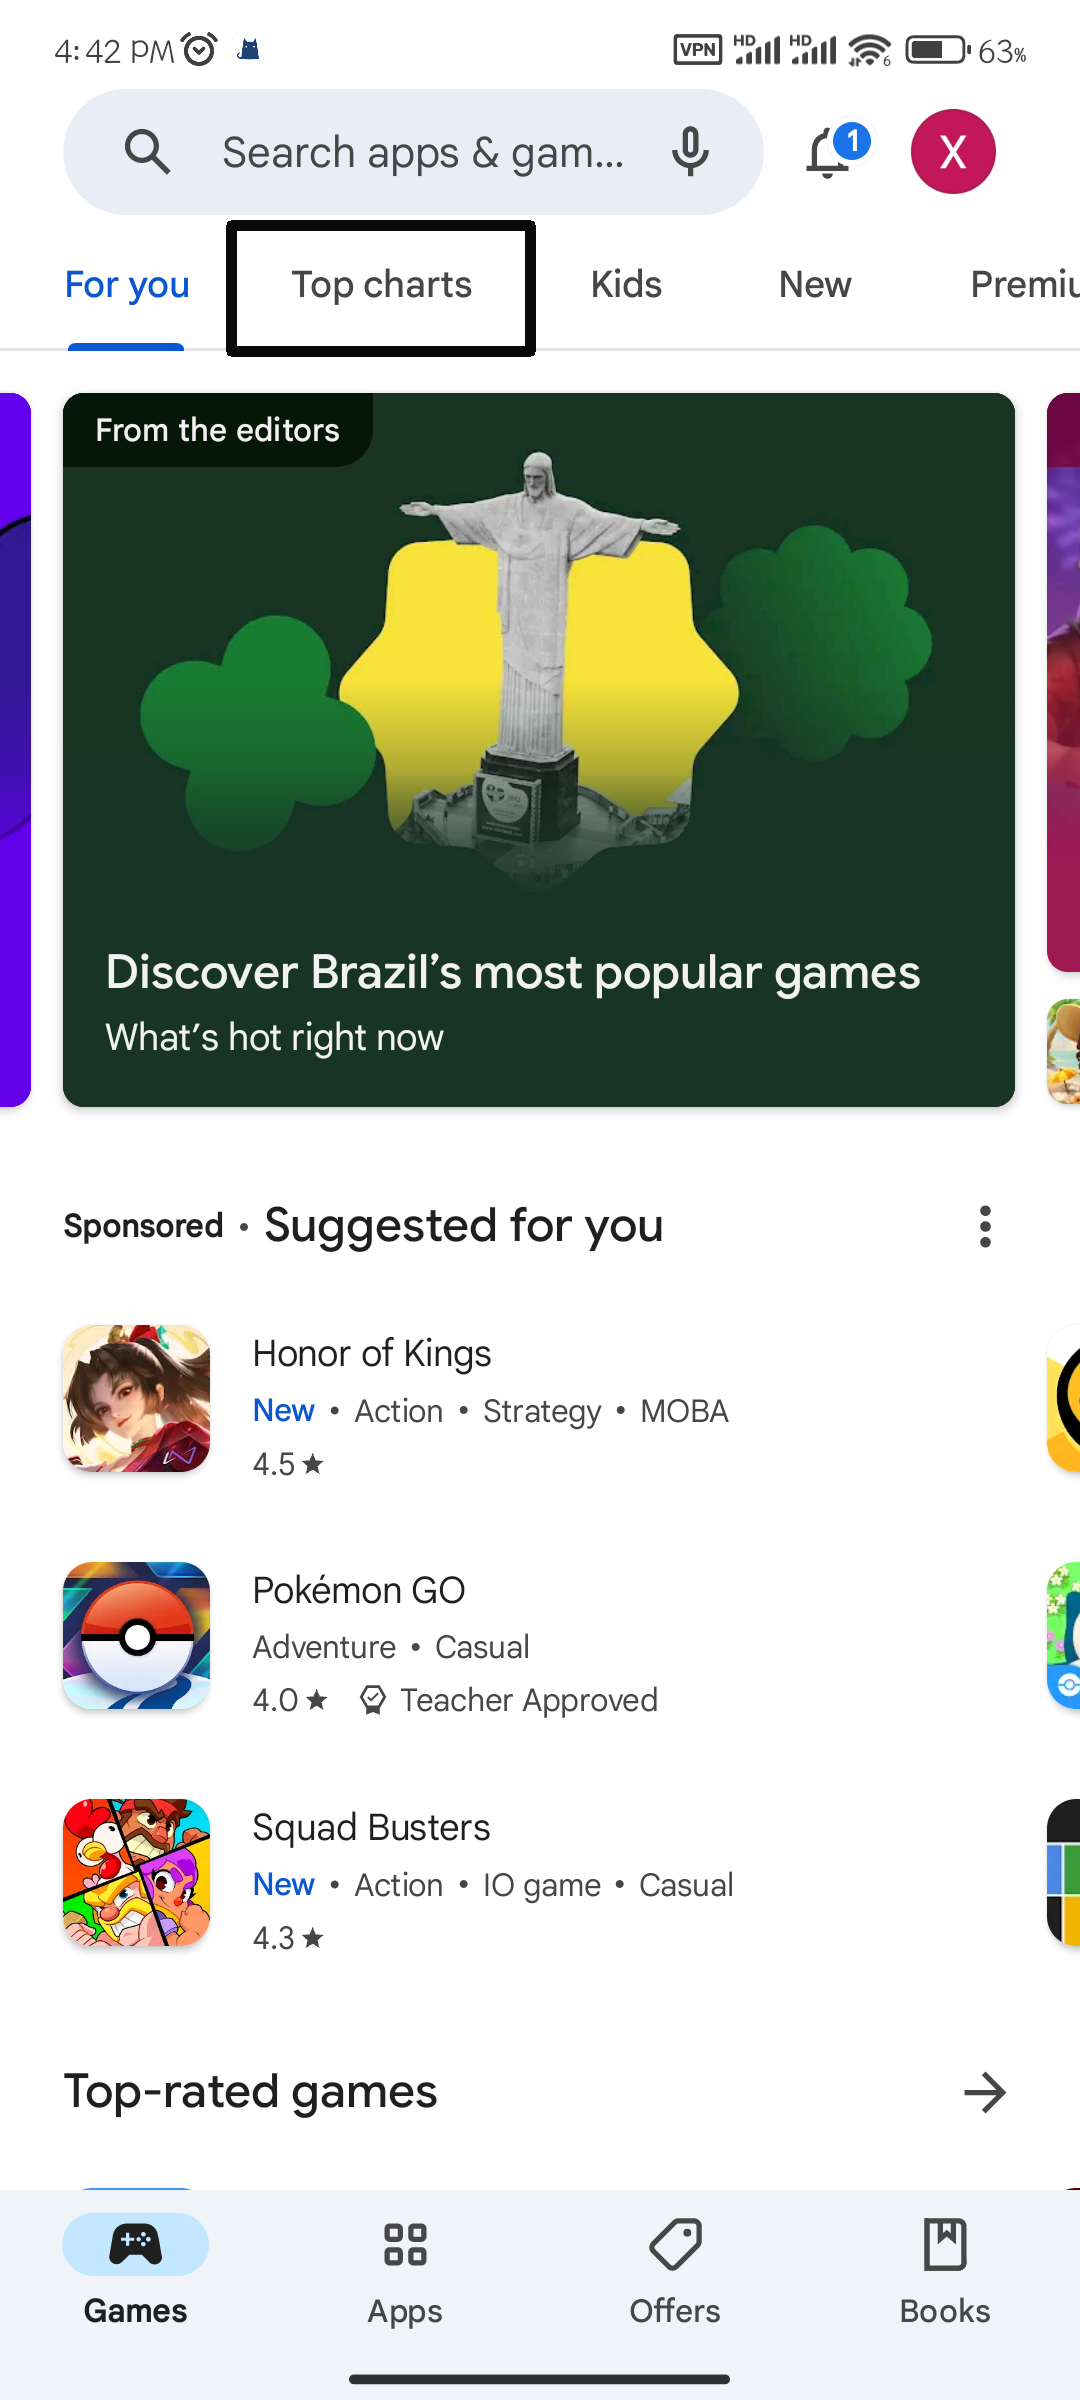 4:42 PM
VPN HD HD 6 63%
Search apps & gam...
1
X
For you Top charts Kids New Premiu
From the editors
Discover Brazil's most popular games
What's hot right now
Sponsored • Suggested for you
Honor of Kings
New • Action • Strategy • MOBA
4.5 ★
Pokémon GO
Adventure • Casual
4.0 ★ Teacher Approved
Squad Busters
New • Action • IO game • Casual
4.3 ★
Top-rated games
Games Apps Offers Books